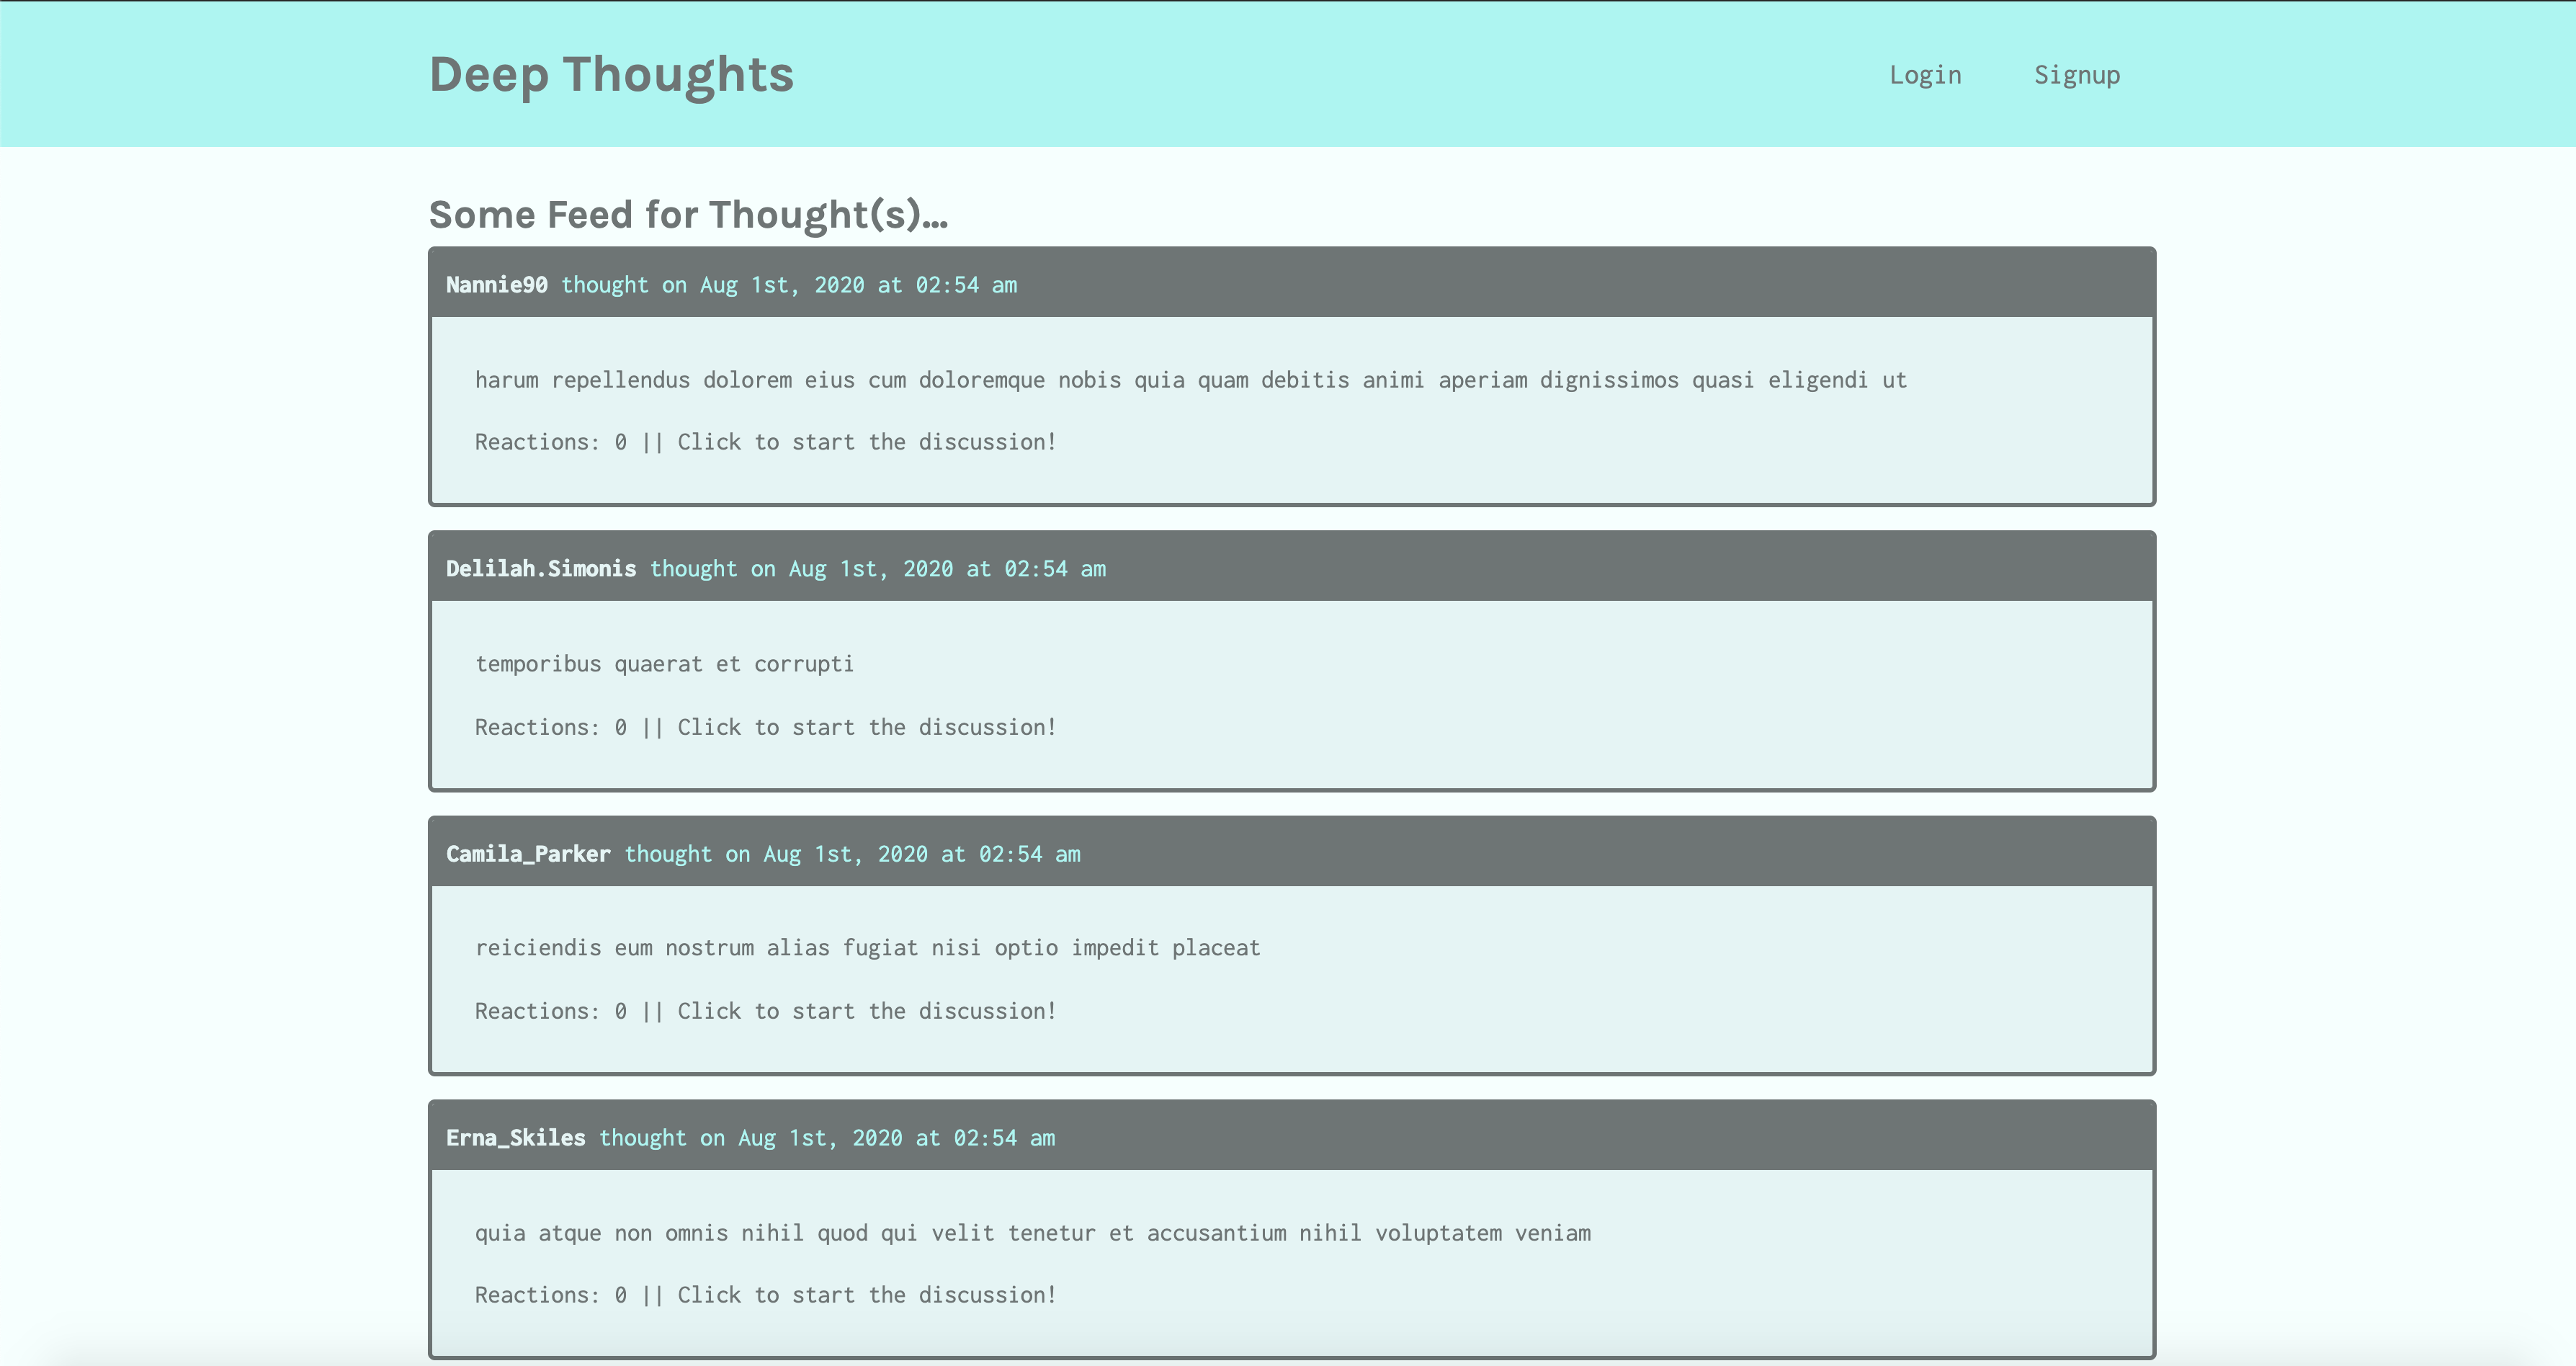 Deep Thoughts
Login
Signup
Some Feed for Thought(s)...
Nannie90 thought on Aug 1st, 2020 at 02:54 am
harum repellendus dolorem eius cum doloremque nobis quia quam debitis animi aperiam dignissimos quasi eligendi ut
Reactions: 0 || Click to start the discussion!
Delilah.Simonis thought on Aug 1st, 2020 at 02:54 am
temporibus quaerat et corrupti
Reactions: 0 || Click to start the discussion!
Camila_Parker thought on Aug 1st, 2020 at 02:54 am
reiciendis eum nostrum alias fugiat nisi optio impedit placeat
Reactions: 0 || Click to start the discussion!
Erna_Skiles thought on Aug 1st, 2020 at 02:54 am
quia atque non omnis nihil quod qui velit tenetur et accusantium nihil voluptatem veniam
Reactions: 0 || Click to start the discussion!